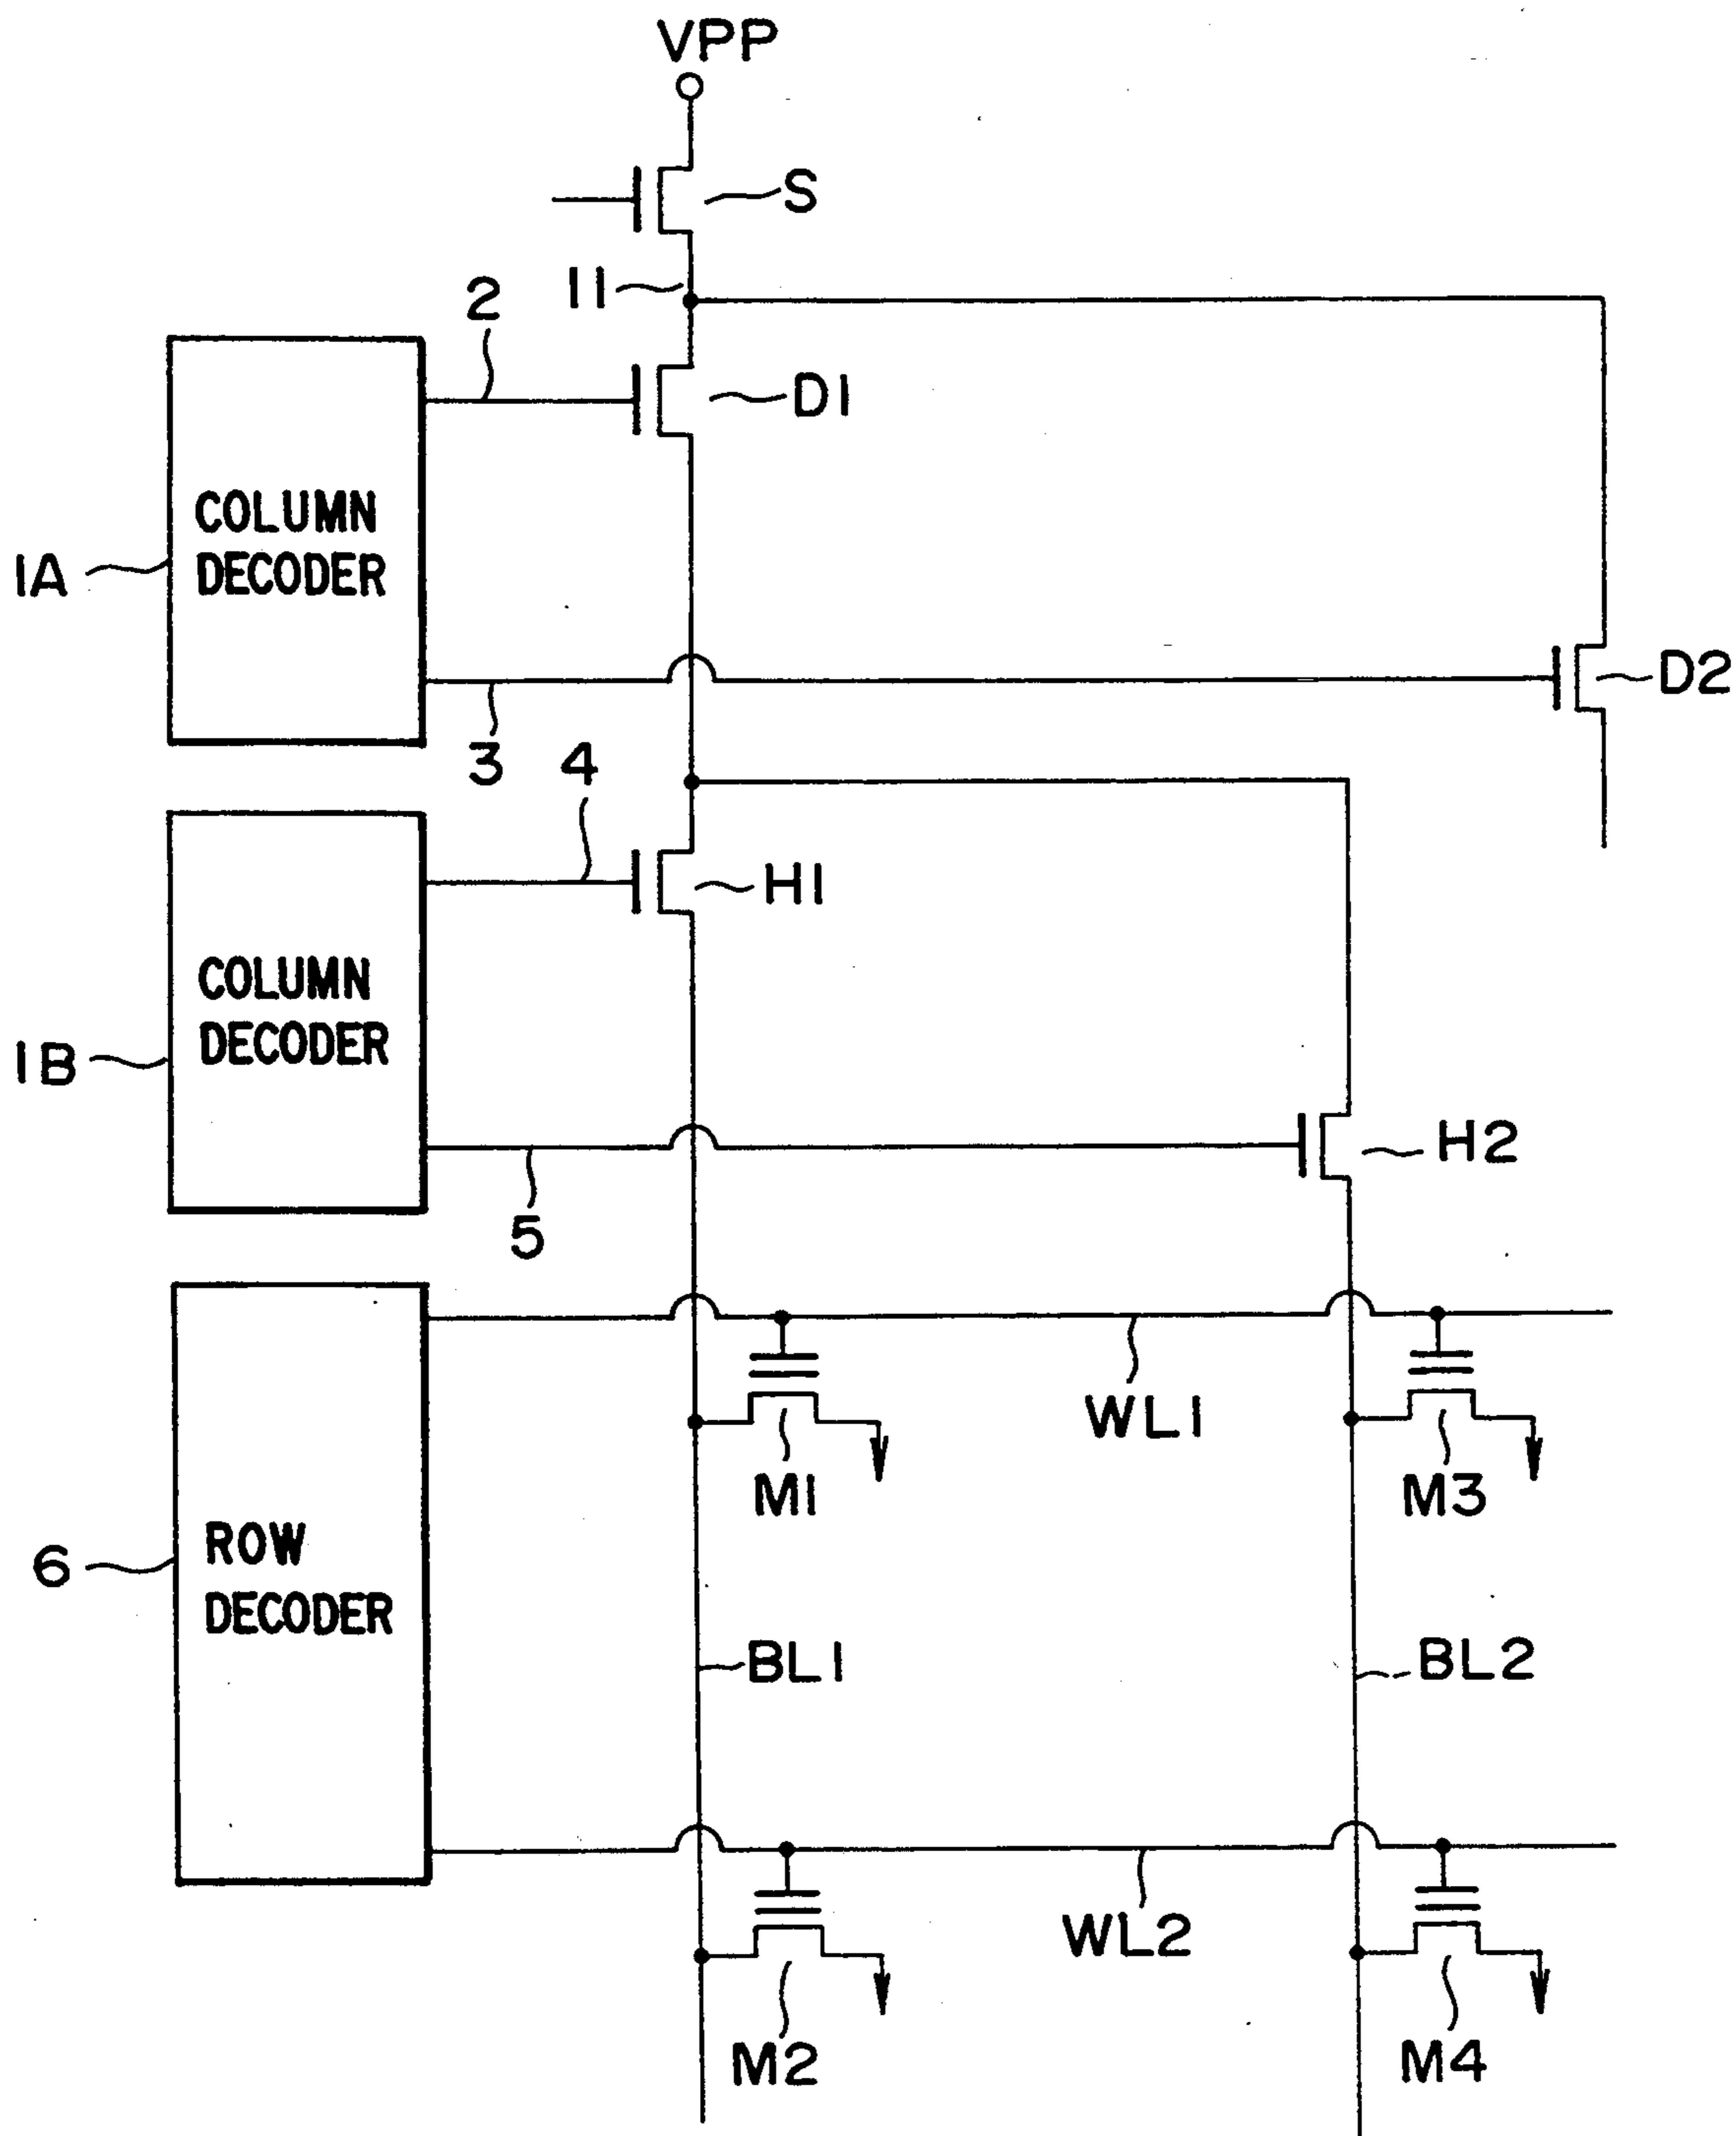 VPP
S
11
2
D1
COLUMN
DECODER
1A
D2
3
4
H1
COLUMN
DECODER
1B
H2
5
WL1
M1
M3
ROW
DECODER
6
BL1
BL2
WL2
M2
M4